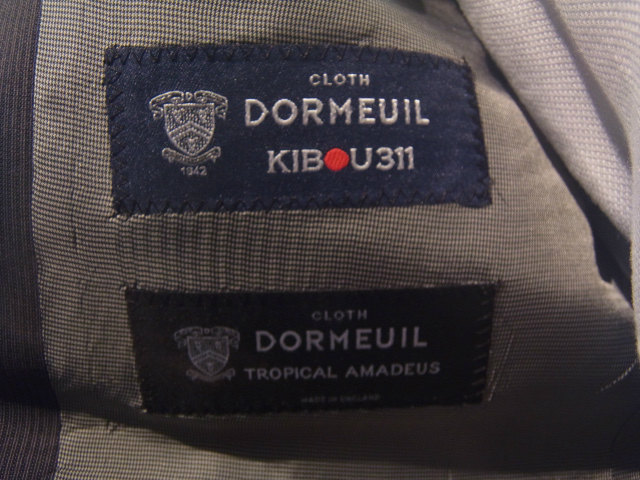 CLOTH
DORMEUIL
KIBOU311
1842
CLOTH
DORMEUIL
TROPICAL AMADEUS
MADE IN ENGLAND